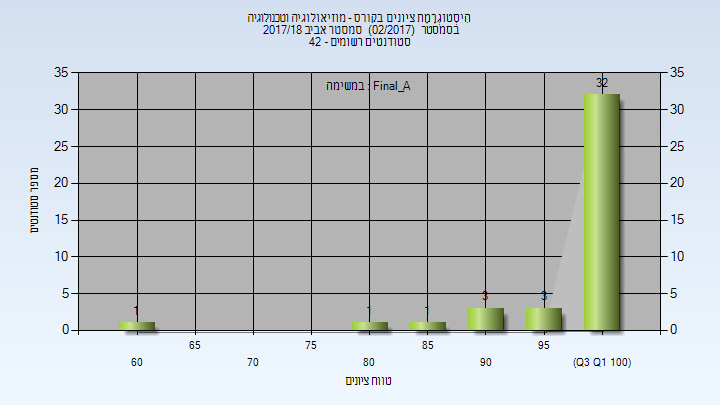 היסטוגרמת ציונים בקורס - מוזיאולוגיה וטכנולוגיה
בסמסטר (02/2017) סמסטר אביב 2017/18
סטודנטים רשומים - 42
במשימה : Final_A
מספר סטודנטים
35 35
30 30
25 25
20 20
15 15
10 10
5 5
0 0
1 1 1 3 3 32
65 75 85 95
60 70 80 90 (Q3 Q1 100)
טווח ציונים